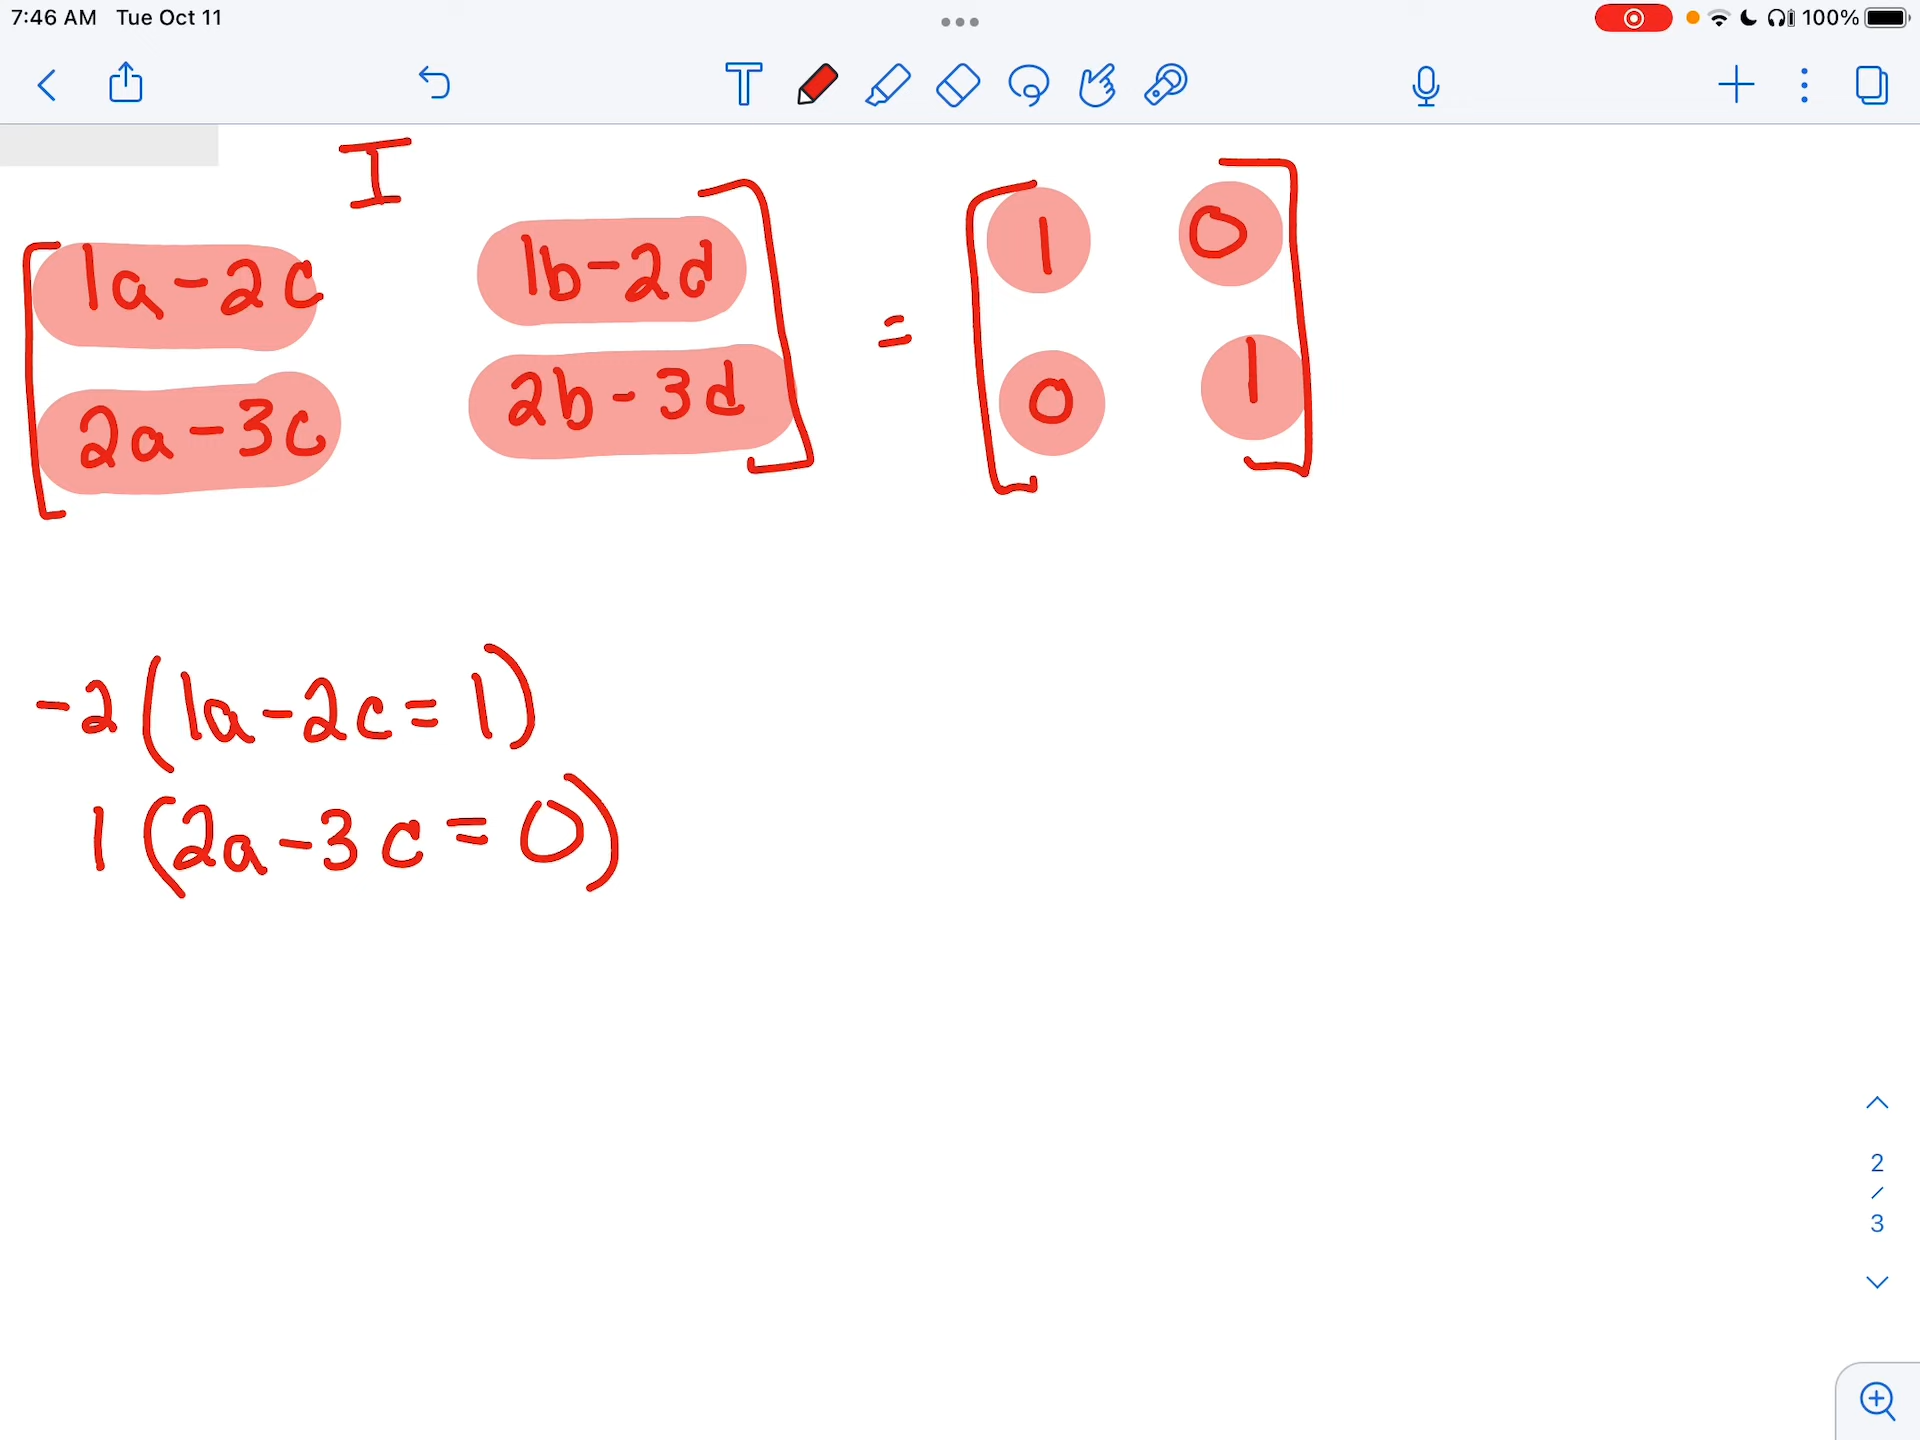 7:46 AM Tue Oct 11
100%
T
I
1a-2c 1b-2d 1 0
=
2a-3c 2b-3d 0 1
-2(1a-2c=1)
1(2a-3c=0)
2
/
3